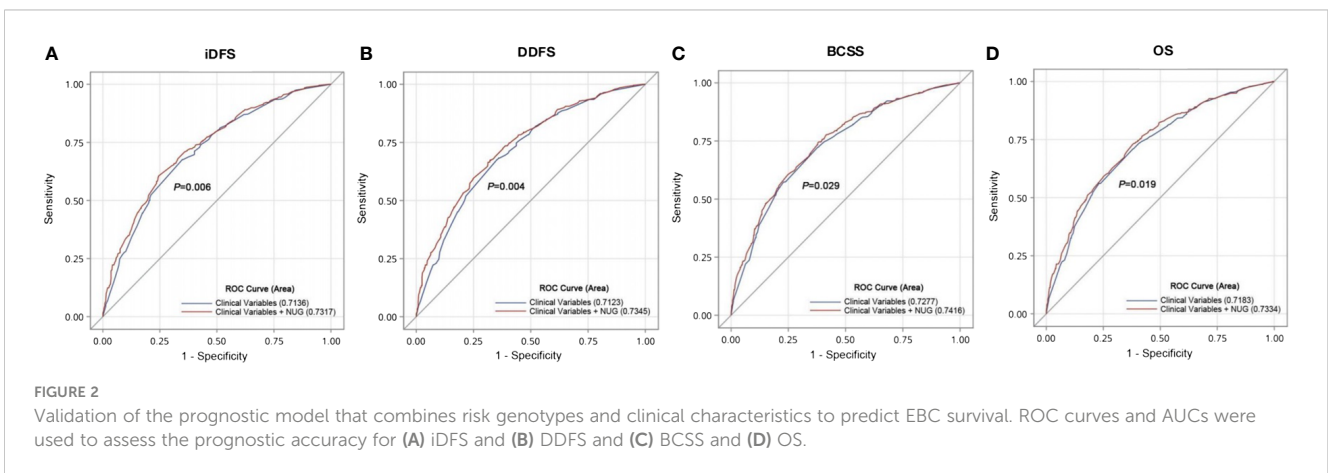 A
iDFS
1.00
0.75
0.50
0.25
0.00
Sensitivity
P=0.006
ROC Curve (Area)
Clinical Variables (0.7136)
Clinical Variables + NUG (0.7317)
0.00 0.25 0.50 0.75 1.00
1 - Specificity
B
DDFS
1.00
0.75
0.50
0.25
0.00
Sensitivity
P=0.004
ROC Curve (Area)
Clinical Variables (0.7123)
Clinical Variables + NUG (0.7345)
0.00 0.25 0.50 0.75 1.00
1 - Specificity
C
BCSS
1.00
0.75
0.50
0.25
0.00
Sensitivity
P=0.029
ROC Curve (Area)
Clinical Variables (0.7277)
Clinical Variables + NUG (0.7416)
0.00 0.25 0.50 0.75 1.00
1 - Specificity
D
OS
1.00
0.75
0.50
0.25
0.00
Sensitivity
P=0.019
ROC Curve (Area)
Clinical Variables (0.7183)
Clinical Variables + NUG (0.7334)
0.00 0.25 0.50 0.75 1.00
1 - Specificity
FIGURE 2
Validation of the prognostic model that combines risk genotypes and clinical characteristics to predict EBC survival. ROC curves and AUCs were
used to assess the prognostic accuracy for (A) iDFS and (B) DDFS and (C) BCSS and (D) OS.